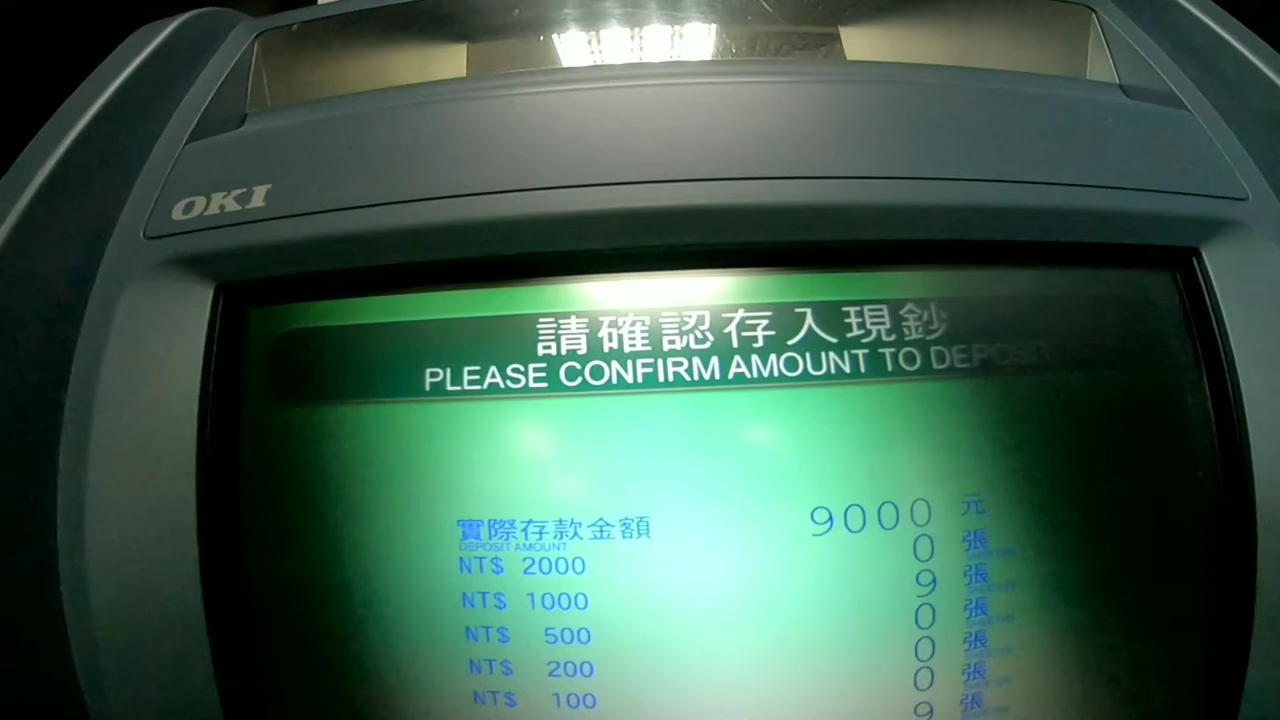 OKI
請確認存入現鈔
PLEASE CONFIRM AMOUNT TO DEPOSIT
實際存款金額 9000 元
DEPOSIT AMOUNT
NT$ 2000 0 張
NT$ 1000 9 張
NT$ 500 0 張
NT$ 200 0 張
NT$ 100 0 張
9 張